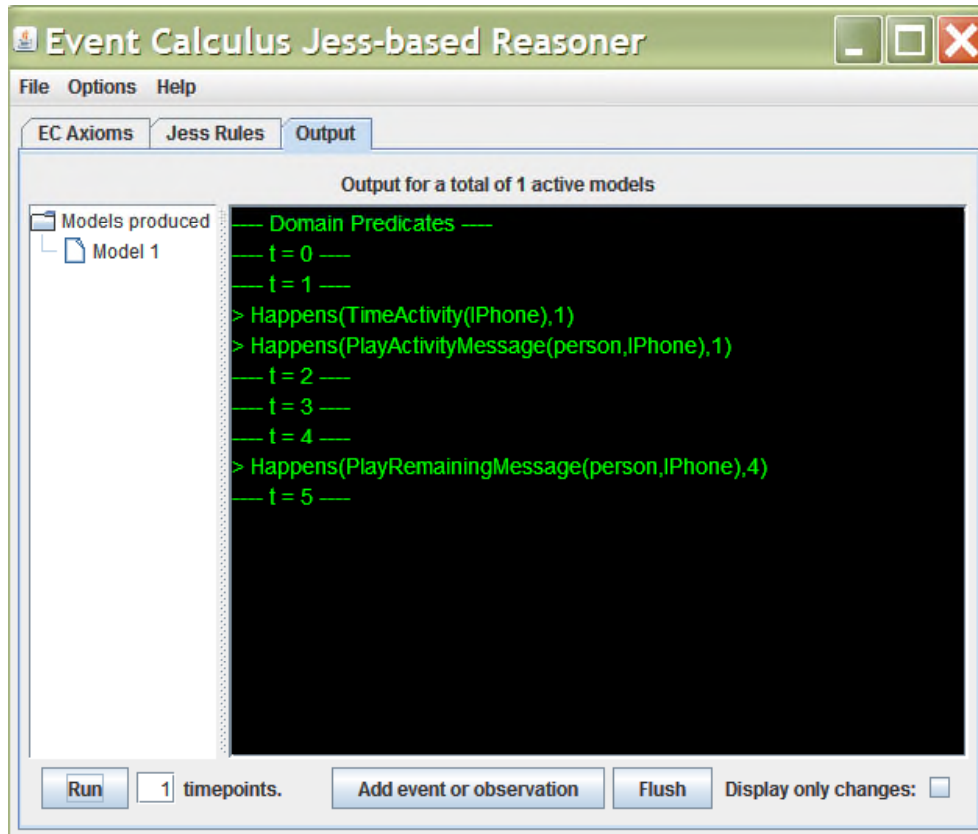 Event Calculus Jess-based Reasoner
File Options Help
EC Axioms Jess Rules Output
Output for a total of 1 active models
Models produced
Model 1
---- Domain Predicates ----
---- t = 0 ----
---- t = 1 ----
> Happens(TimeActivity(IPhone),1)
> Happens(PlayActivityMessage(person,IPhone),1)
---- t = 2 ----
---- t = 3 ----
---- t = 4 ----
> Happens(PlayRemainingMessage(person,IPhone),4)
---- t = 5 ----
Run 1 timepoints. Add event or observation Flush Display only changes: